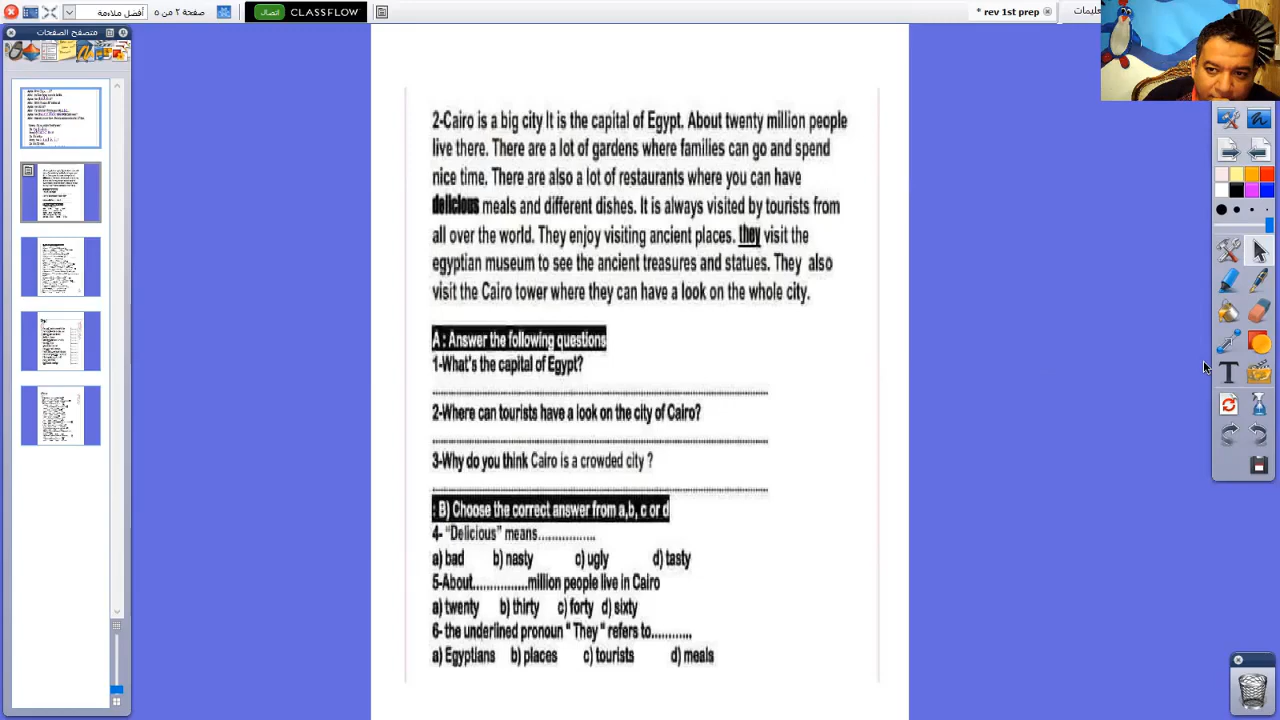 أفضل ملاءمة
صفحة ٢ من ٥
اتصال CLASSFLOW
rev 1st prep *
تعليمات
متصفح الصفحات
2-Cairo is a big city It is the capital of Egypt. About twenty million people
live there. There are a lot of gardens where families can go and spend
nice time. There are also a lot of restaurants where you can have
delicious meals and different dishes. It is always visited by tourists from
all over the world. They enjoy visiting ancient places. they visit the
egyptian museum to see the ancient treasures and statues. They also
visit the Cairo tower where they can have a look on the whole city.
A : Answer the following questions
1-What's the capital of Egypt?
2-Where can tourists have a look on the city of Cairo?
3-Why do you think Cairo is a crowded city ?
: B) Choose the correct answer from a,b, c or d
4- “Delicious” means……………
a) bad b) nasty c) ugly d) tasty
5-About……………million people live in Cairo
a) twenty b) thirty c) forty d) sixty
6- the underlined pronoun “ They “ refers to………..
a) Egyptians b) places c) tourists d) meals